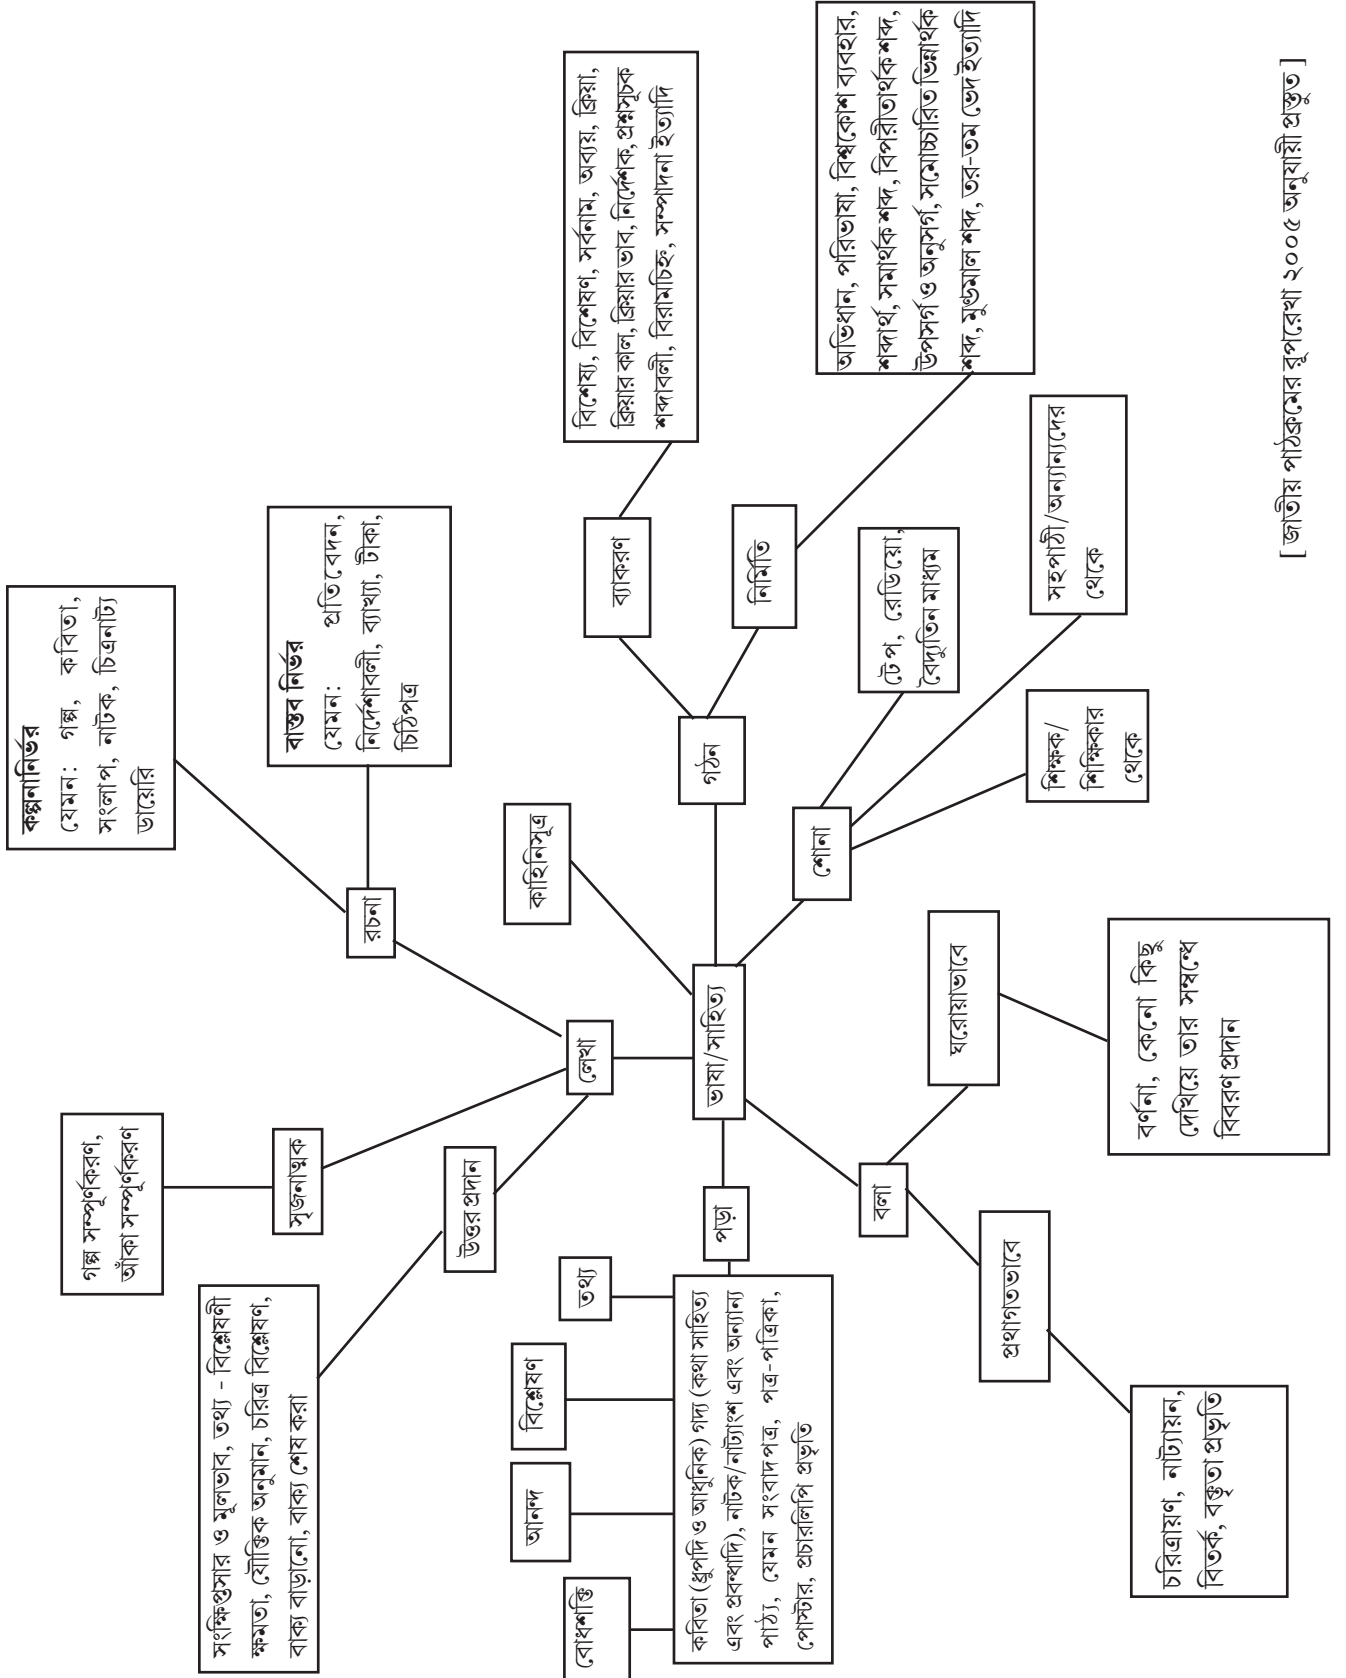 সংক্ষিপ্তসার ও মূলভাব, তথ্য - বিশ্লেষণী
ক্ষমতা, যৌক্তিক অনুমান, চরিত্র বিশ্লেষণ,
বাক্য বাড়ানো, বাক্য শেষ করা
গল্প সম্পূর্ণকরণ,
আঁকা সম্পূর্ণকরণ
কল্পনানির্ভর
যেমন: গল্প, কবিতা,
সংলাপ, নাটক, চিত্রনাট্য
ডায়েরি
সৃজনাত্মক
বাস্তব নির্ভর
যেমন: প্রতিবেদন,
নির্দেশাবলী, ব্যাখ্যা, টীকা,
চিঠিপত্র
রচনা
উত্তর প্রদান
লেখা
কাহিনিসূত্র
বোধশক্তি
আনন্দ
বিশ্লেষণ
তথ্য
কবিতা (ধ্রুপদি ও আধুনিক) গদ্য (কথা সাহিত্য
এবং প্রবন্ধাদি), নাটক/নাট্যাংশ এবং অন্যান্য
পাঠ্য, যেমন সংবাদপত্র, পত্র-পত্রিকা,
পোস্টার, প্রচারলিপি প্রভৃতি
পড়া
ভাষা/সাহিত্য
গঠন
ব্যাকরণ
বিশেষ্য, বিশেষণ, সর্বনাম, অব্যয়, ক্রিয়া,
ক্রিয়ার কাল, ক্রিয়ার ভাব, নির্দেশক, প্রশ্নসূচক
শব্দাবলী, বিরামচিহ্ন, সম্পাদনা ইত্যাদি
নির্মিতি
অভিধান, পরিভাষা, বিশ্বকোশ ব্যবহার,
শব্দার্থ, সমার্থক শব্দ, বিপরীতার্থক শব্দ,
উপসর্গ ও অনুসর্গ, সমোচ্চারিত ভিন্নার্থক
শব্দ, মুণ্ডমাল শব্দ, তর-তম ভেদ ইত্যাদি
শোনা
টেপ, রেডিয়ো,
বৈদ্যুতিন মাধ্যম
সহপাঠী/অন্যান্যদের
থেকে
শিক্ষক/
শিক্ষিকার
থেকে
বলা
ঘরোয়াভাবে
বর্ণনা, কেনো কিছু
দেখিয়ে তার সম্বন্ধে
বিবরণ প্রদান
প্রথাগতভাবে
চরিত্রায়ণ, নাট্যায়ন,
বিতর্ক, বক্তৃতা প্রভৃতি
[ জাতীয় পাঠক্রমের রূপরেখা ২০০৫ অনুযায়ী প্রস্তুত ]